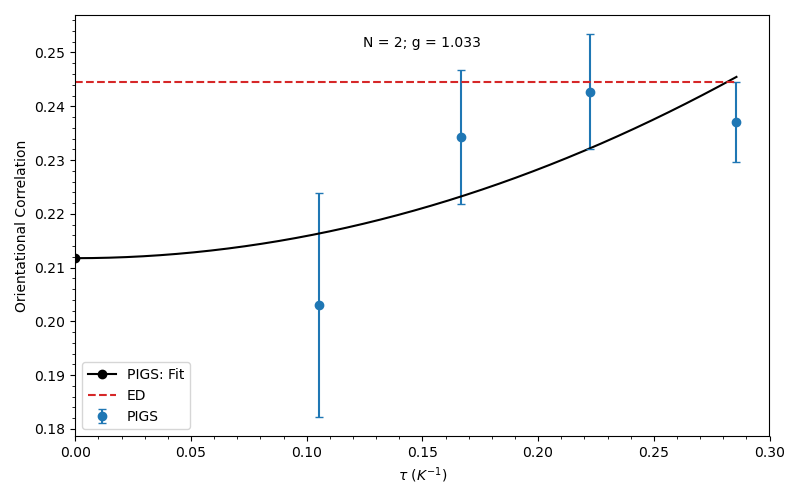 N = 2; g = 1.033
Orientational Correlation
0.25
0.24
0.23
0.22
0.21
0.20
0.19
0.18
PIGS: Fit
ED
PIGS
0.00 0.05 0.10 0.15 0.20 0.25 0.30
τ (K⁻¹)